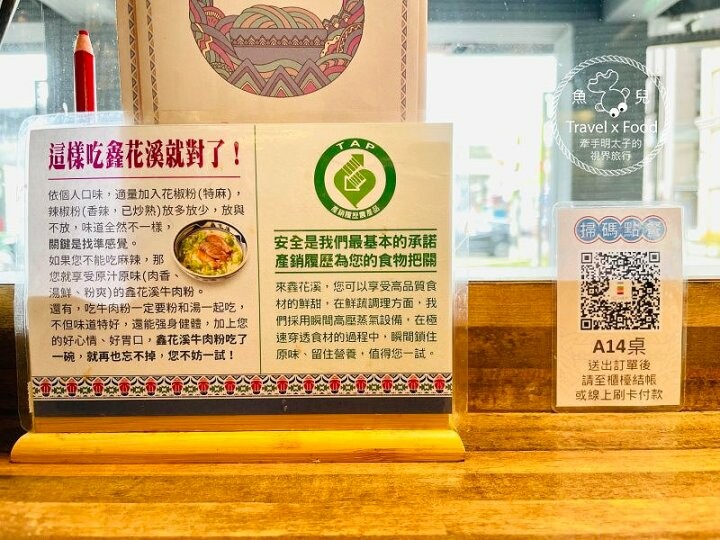 這樣吃鑫花溪就對了！
依個人口味，適量加入花椒粉(特麻)，
辣椒粉(香辣，已炒熟)放多放少，放與
不放，味道全然不一樣，
關鍵是找準感覺。
如果您不能吃麻辣，那
您就享受原汁原味(肉香、
湯鮮、粉爽)的鑫花溪牛肉粉。
還有，吃牛肉粉一定要粉和湯一起吃，
不但味道特好，還能强身健體，加上您
的好心情、好胃口，鑫花溪牛肉粉吃了
一碗，就再也忘不掉，您不妨一試！
TAP
產銷履歷農產品
安全是我們最基本的承諾
產銷履歷為您的食物把關
來鑫花溪，您可以享受高品質食
材的鮮甜，在鮮蔬調理方面，我
們採用瞬間高壓蒸氣設備，在極
速穿透食材的過程中，瞬間鎖住
原味、留住營養，值得您一試。
掃碼點餐
A14桌
送出訂單後
請至櫃檯結帳
或線上刷卡付款
魚兒
Travel x Food
牽手明太子的
視界旅行